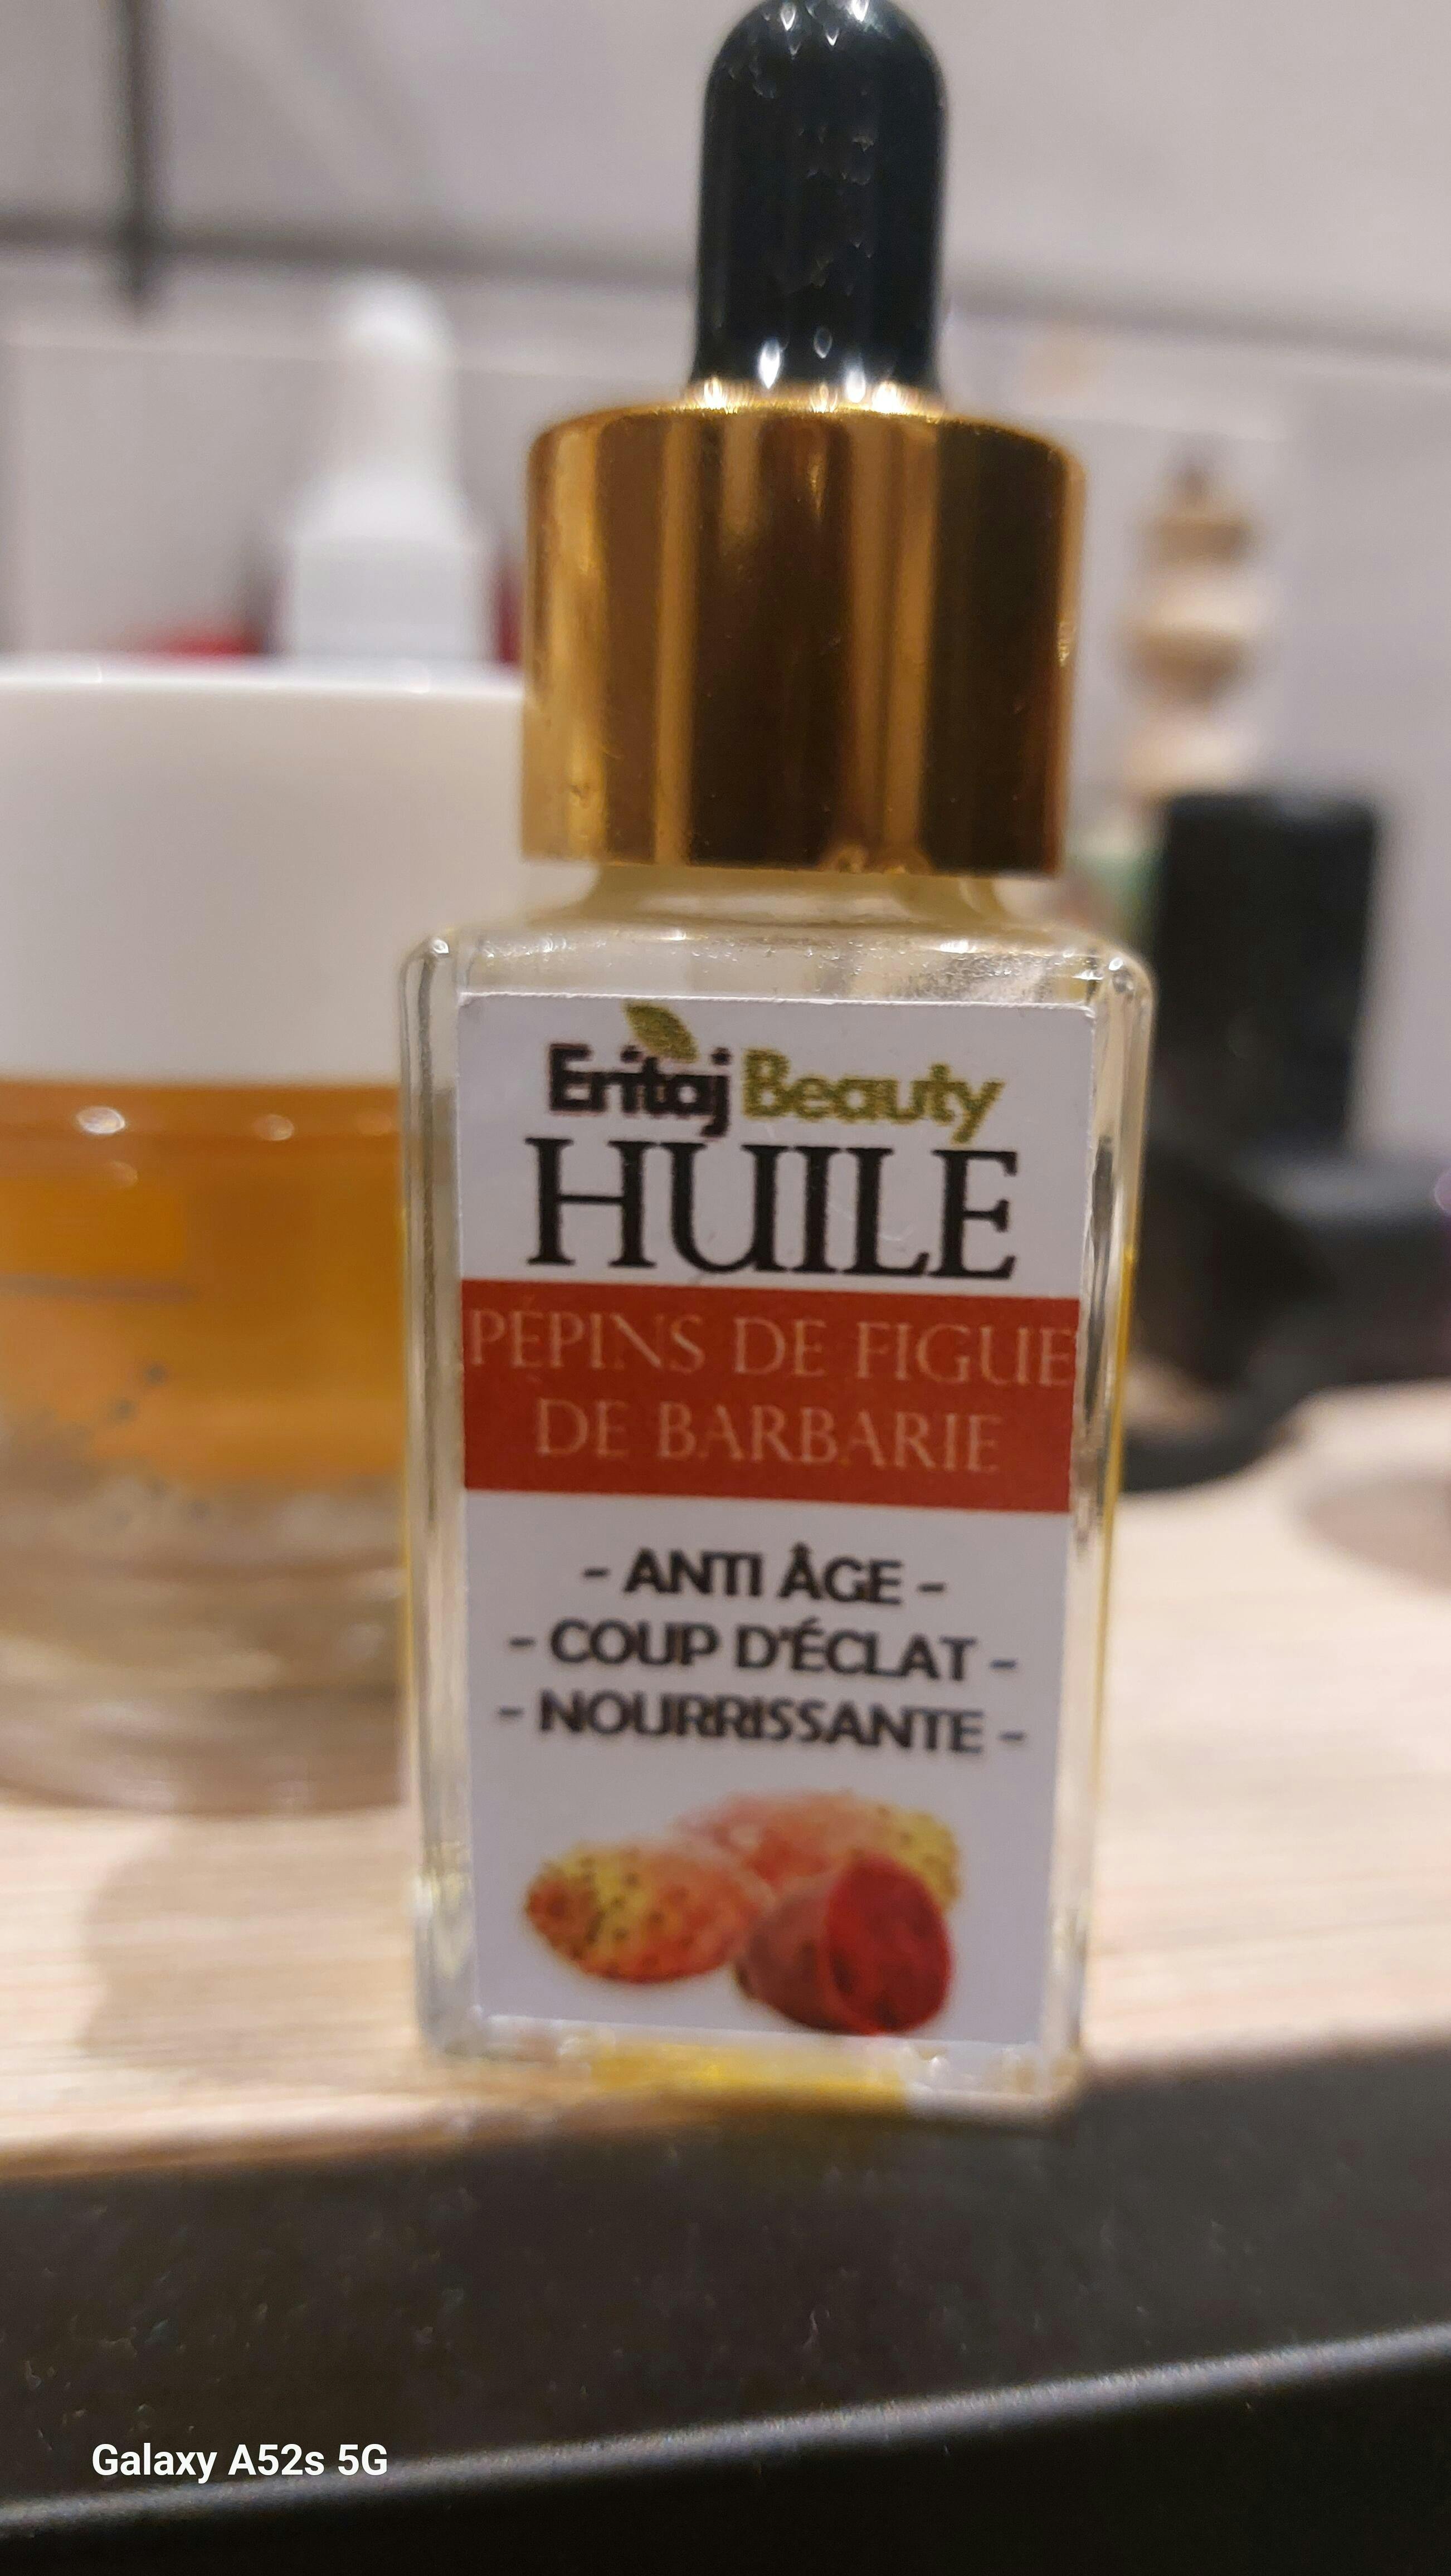 Eritaj Beauty
HUILE
PÉPINS DE FIGUE
DE BARBARIE
- ANTI ÂGE -
- COUP D'ÉCLAT -
- NOURRISSANTE -
Galaxy A52s 5G